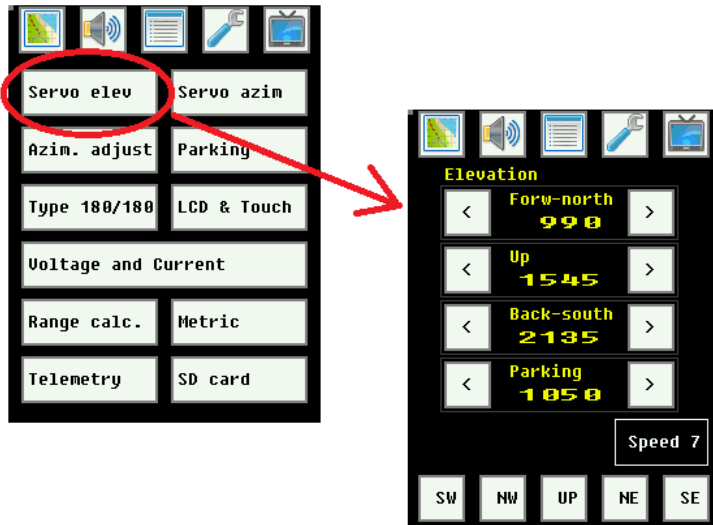 Servo elev
Servo azim
Azim. adjust
Parking
Type 180/180
LCD & Touch
Voltage and Current
Range calc.
Metric
Telemetry
SD card
Elevation
Forw-north
<
990
>
Up
<
1545
>
Back-south
<
2135
>
Parking
<
1050
>
Speed 7
SW
NW
UP
NE
SE